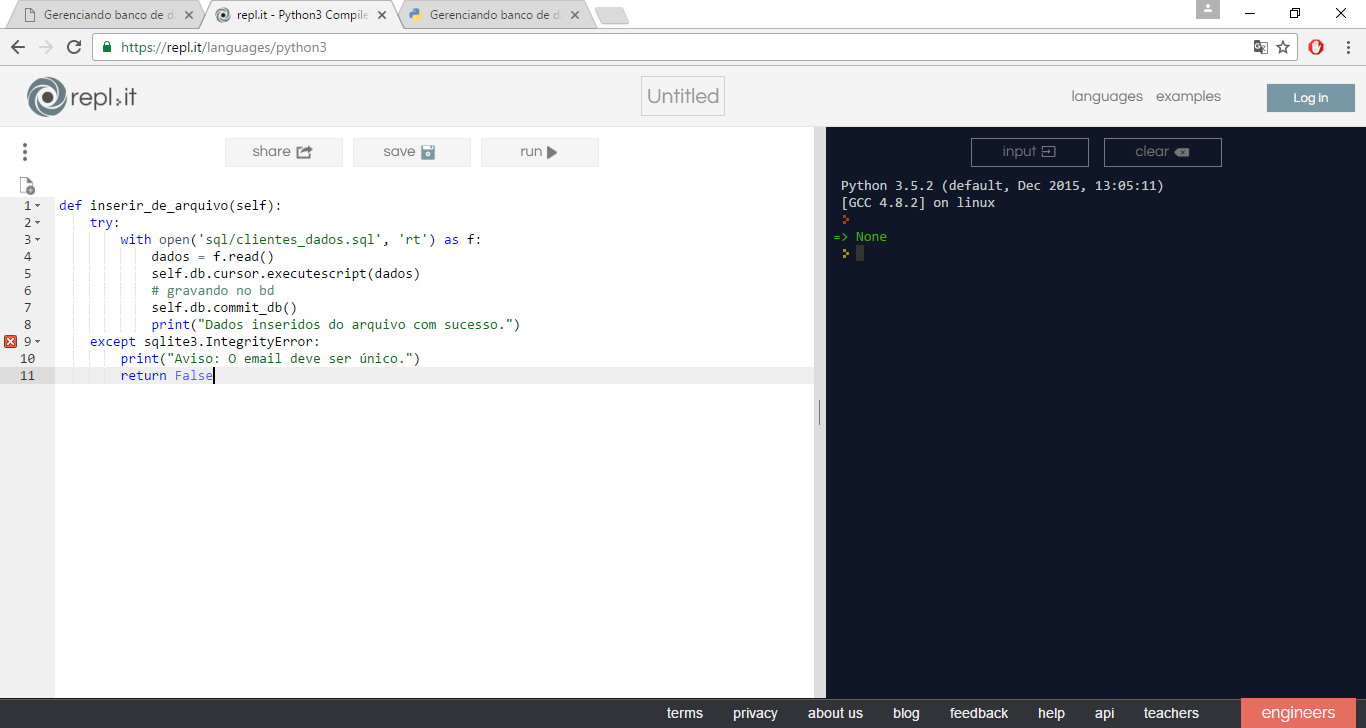 Gerenciando banco de d
repl.it - Python3 Compile
Gerenciando banco de d
https://repl.it/languages/python3
repl.it
Untitled
languages examples
Log in
share
save
run
input
clear
1 def inserir_de_arquivo(self):
2 try:
3 with open('sql/clientes_dados.sql', 'rt') as f:
4 dados = f.read()
5 self.db.cursor.executescript(dados)
6 # gravando no bd
7 self.db.commit_db()
8 print("Dados inseridos do arquivo com sucesso.")
9 except sqlite3.IntegrityError:
10 print("Aviso: O email deve ser único.")
11 return False
Python 3.5.2 (default, Dec 2015, 13:05:11)
[GCC 4.8.2] on linux
=> None
terms privacy about us blog feedback help api teachers engineers